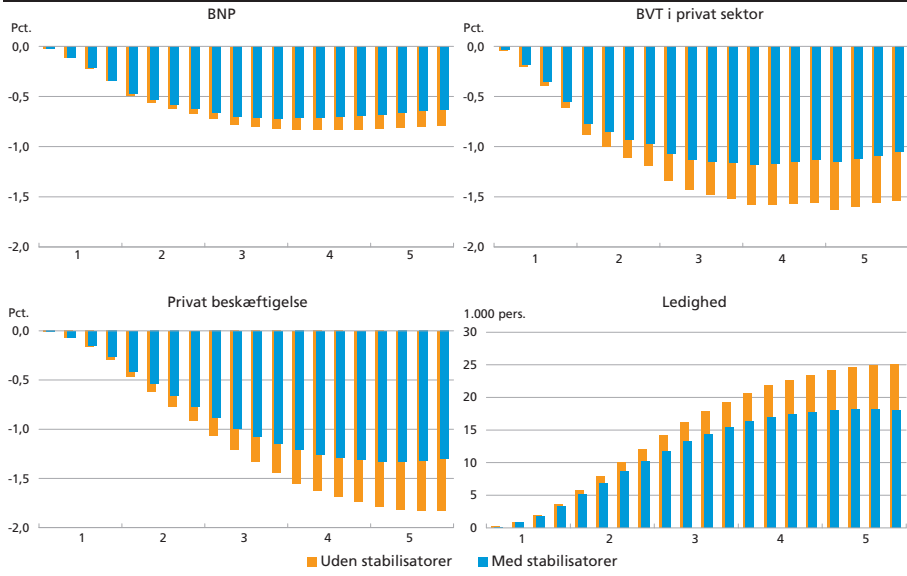 BNP
Pct.
0,0
-0,5
-1,0
-1,5
-2,0
1 2 3 4 5
BVT i privat sektor
Pct.
0,0
-0,5
-1,0
-1,5
-2,0
1 2 3 4 5
Privat beskæftigelse
Pct.
0,0
-0,5
-1,0
-1,5
-2,0
1 2 3 4 5
Ledighed
1.000 pers.
30
25
20
15
10
5
0
1 2 3 4 5
Uden stabilisatorer Med stabilisatorer